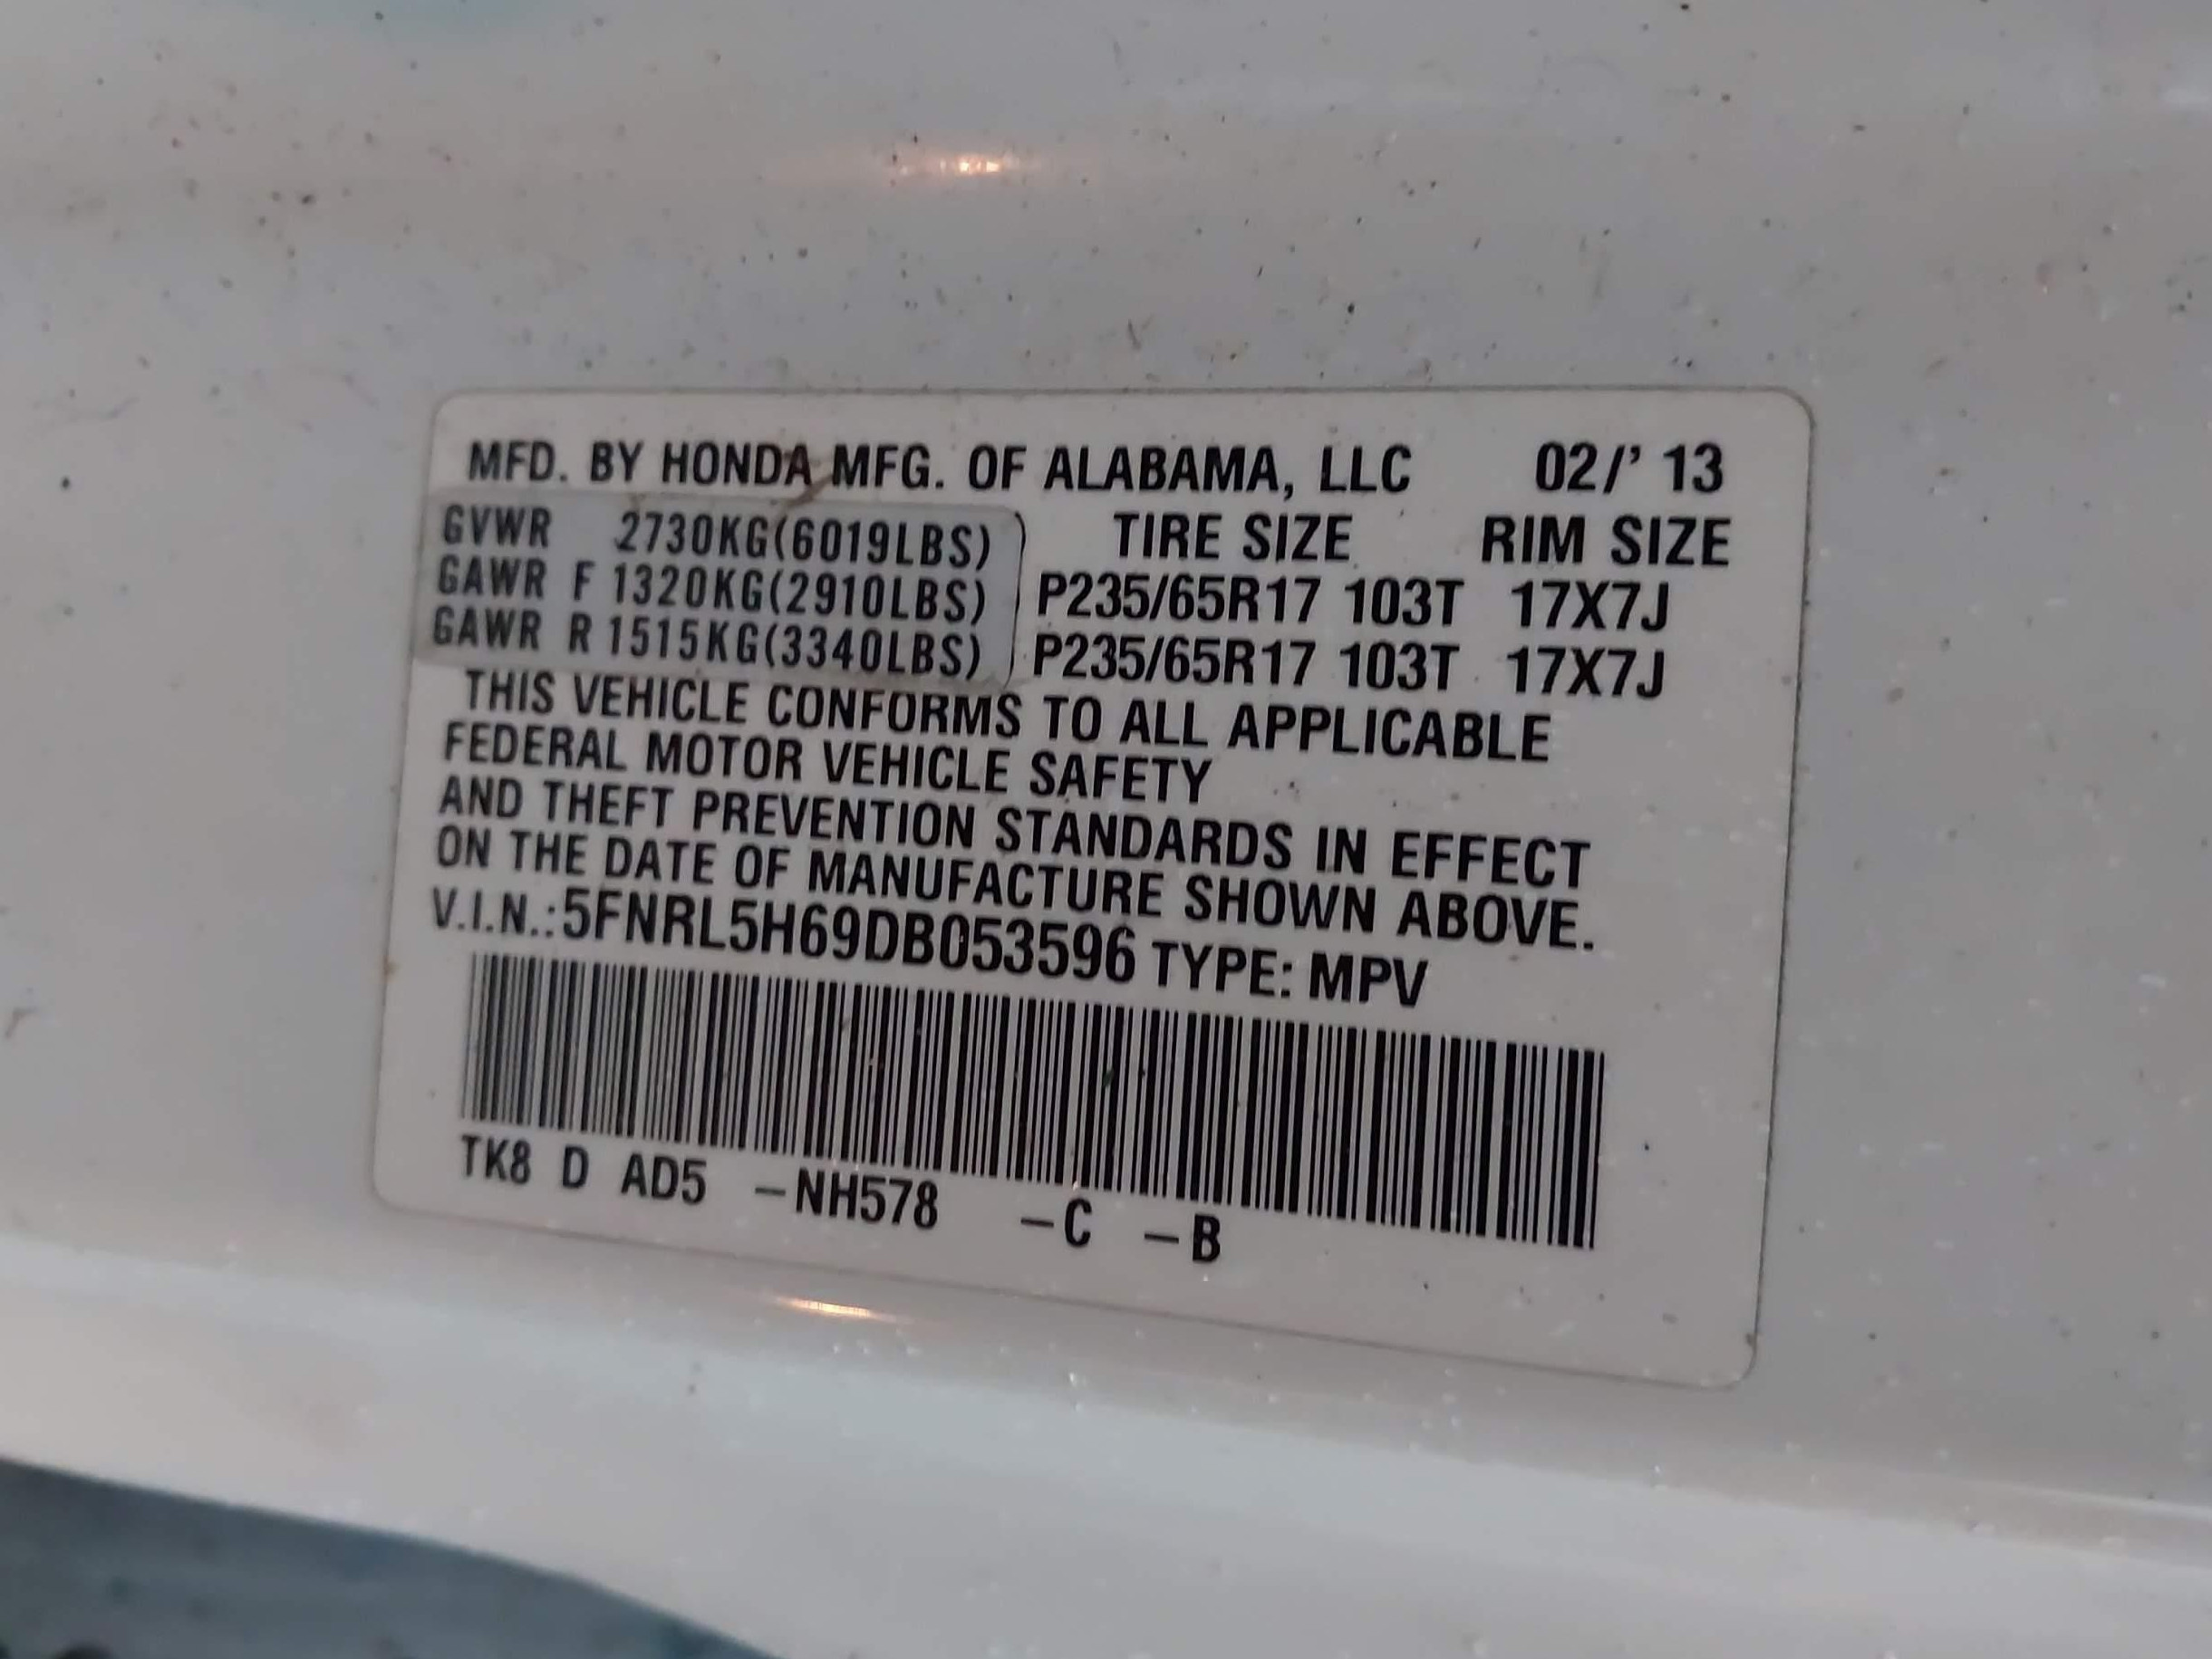 MFD. BY HONDA MFG. OF ALABAMA, LLC 02/' 13
GVWR 2730KG(6019LBS) TIRE SIZE RIM SIZE
GAWR F 1320KG(2910LBS) P235/65R17 103T 17X7J
GAWR R 1515KG(3340LBS) P235/65R17 103T 17X7J
THIS VEHICLE CONFORMS TO ALL APPLICABLE
FEDERAL MOTOR VEHICLE SAFETY
AND THEFT PREVENTION STANDARDS IN EFFECT
ON THE DATE OF MANUFACTURE SHOWN ABOVE.
V.I.N.:5FNRL5H69DB053596 TYPE: MPV
TK8 D AD5 -NH578 -C -B